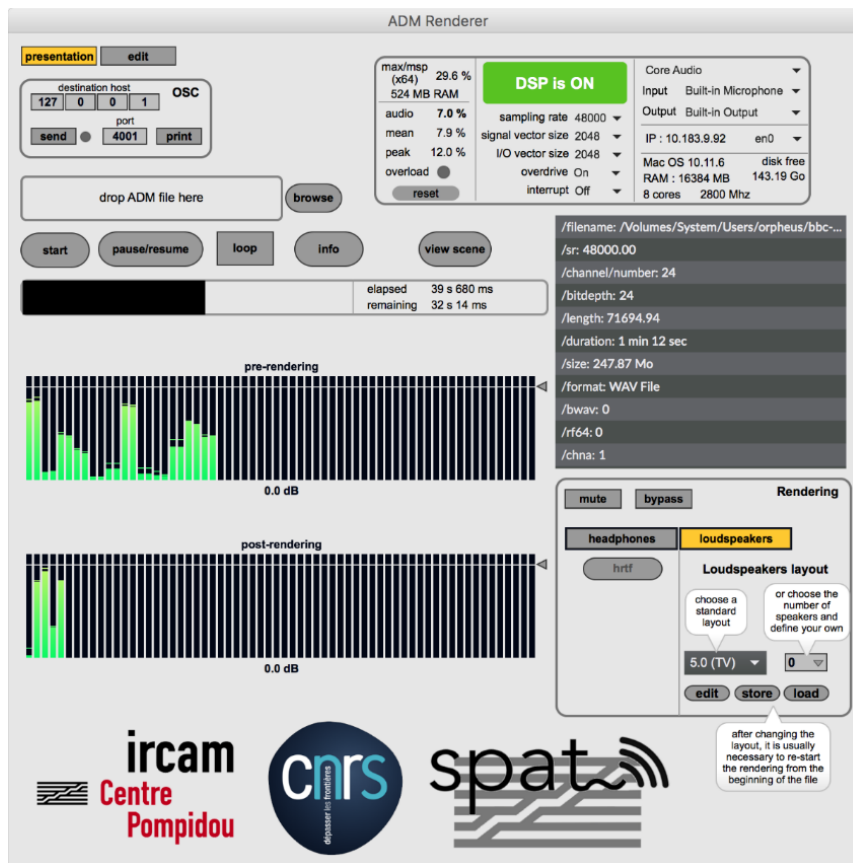 ADM Renderer
presentation
edit
destination host
OSC
127 0 0 1
port
send
4001
print
max/msp
(x64)
29.6 %
524 MB RAM
audio 7.0 %
mean 7.9 %
peak 12.0 %
overload
reset
DSP is ON
sampling rate 48000
signal vector size 2048
I/O vector size 2048
overdrive On
interrupt Off
Core Audio
Input Built-in Microphone
Output Built-in Output
IP : 10.183.9.92 en0
Mac OS 10.11.6 disk free
RAM : 16384 MB 143.19 Go
8 cores 2800 Mhz
drop ADM file here
browse
start
pause/resume
loop
info
view scene
elapsed 39 s 680 ms
remaining 32 s 14 ms
/filename: /Volumes/System/Users/orpheus/bbc-...
/sr: 48000.00
/channel/number: 24
/bitdepth: 24
/length: 71694.94
/duration: 1 min 12 sec
/size: 247.87 Mo
/format: WAV File
/bwav: 0
/rf64: 0
/chna: 1
pre-rendering
0.0 dB
post-rendering
0.0 dB
mute
bypass
Rendering
headphones
loudspeakers
hrtf
Loudspeakers layout
choose a
standard
layout
or choose the
number of
speakers and
define your own
5.0 (TV)
0
edit
store
load
after changing the
layout, it is usually
necessary to re-start
the rendering from the
beginning of the file
ircam
Centre
Pompidou
cnrs
dépasser les frontières
spat